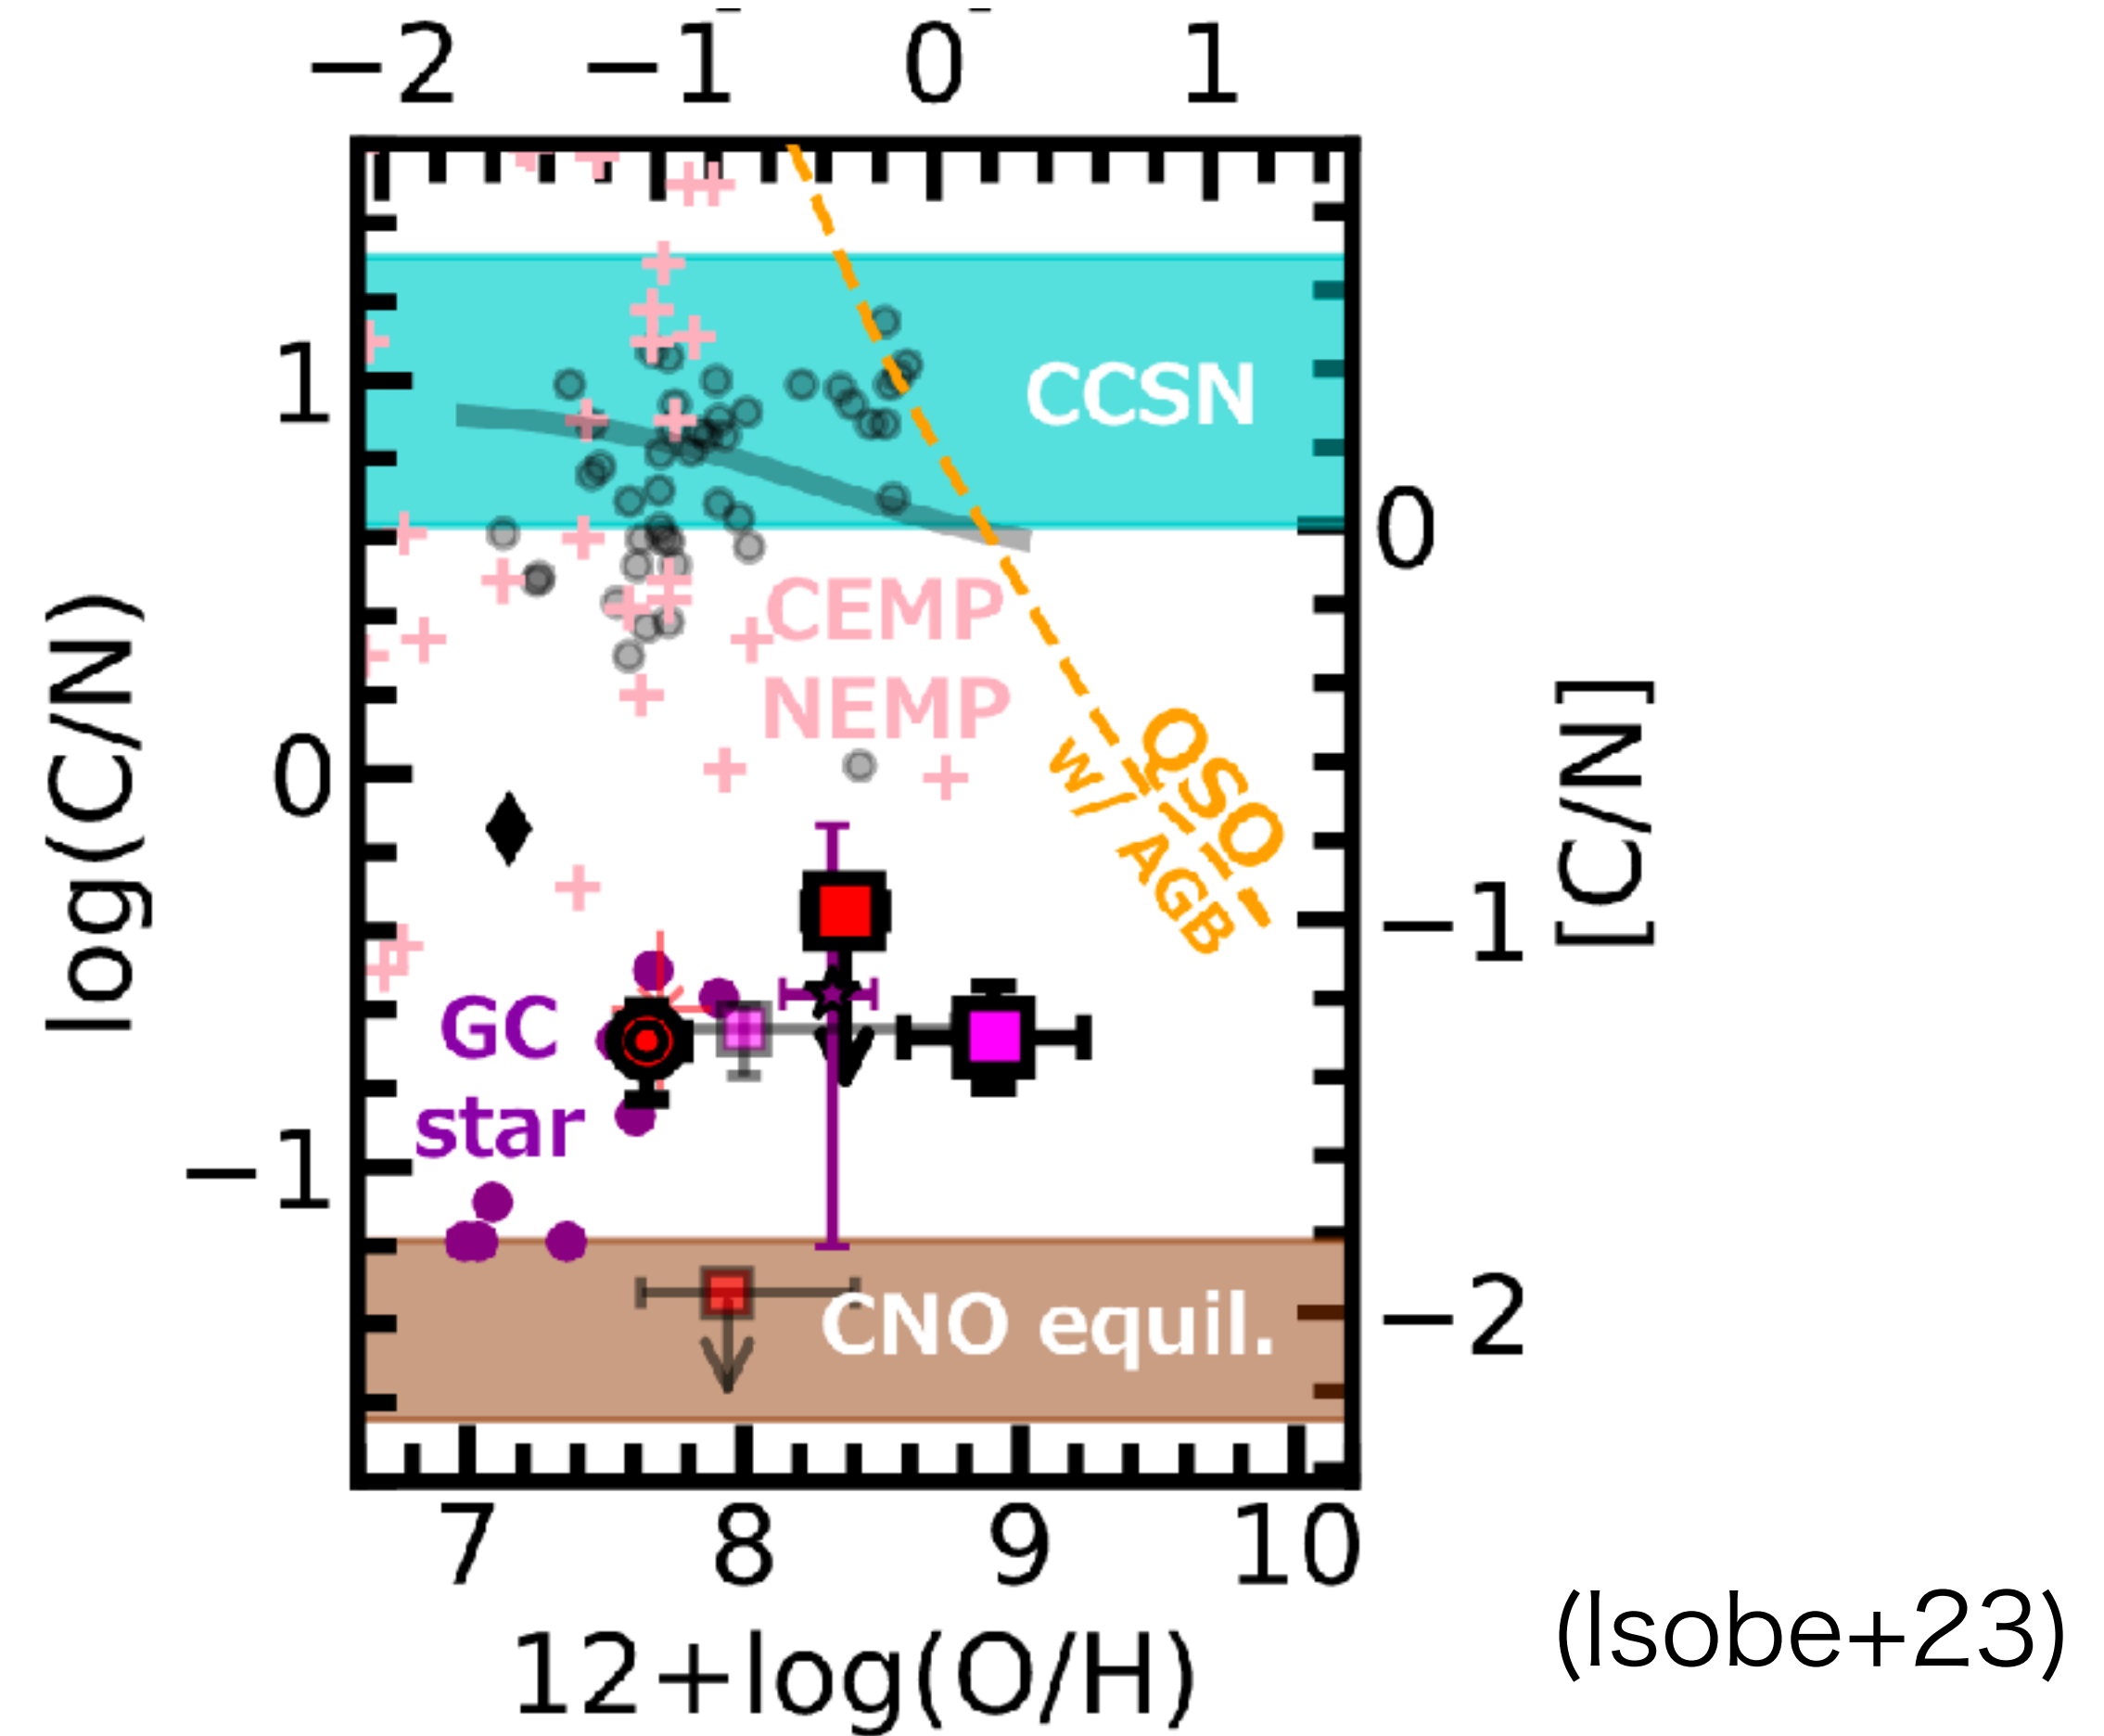 −2 −1 0 1
1
CCSN
0
CEMP
NEMP
log(C/N)
[C/N]
0
QSO
w/ AGB
−1
GC
star
−1
CNO equil.
−2
7 8 9 10
12+log(O/H)
(Isobe+23)